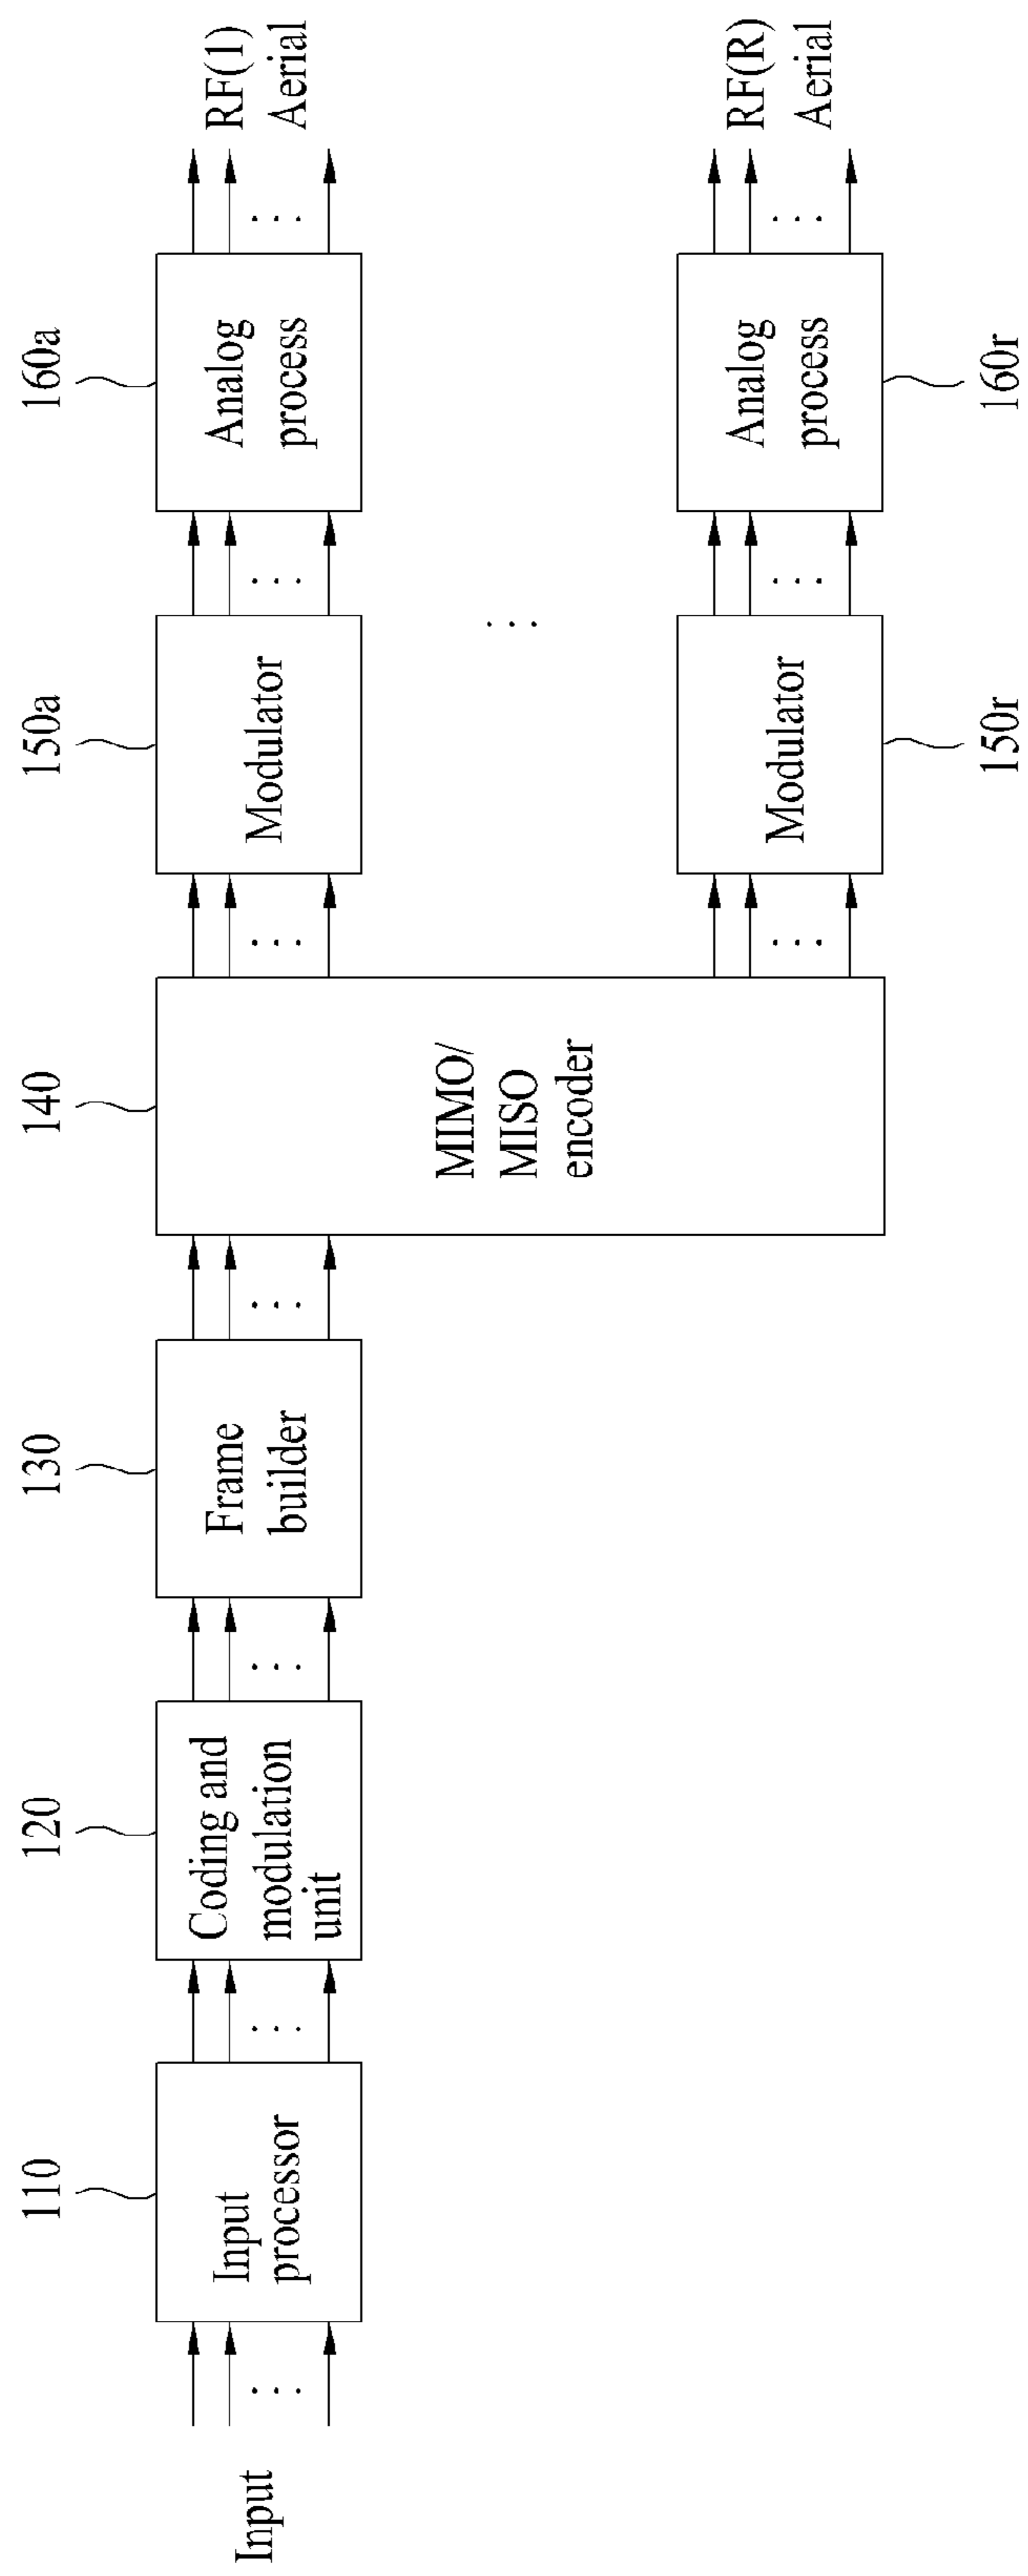 110
120
130
140
150a
160a
Input
Input
processor
Coding and
modulation
unit
Frame
builder
MIMO/
MISO
encoder
Modulator
Analog
process
RF(1)
Aerial
Modulator
Analog
process
RF(R)
Aerial
150r
160r